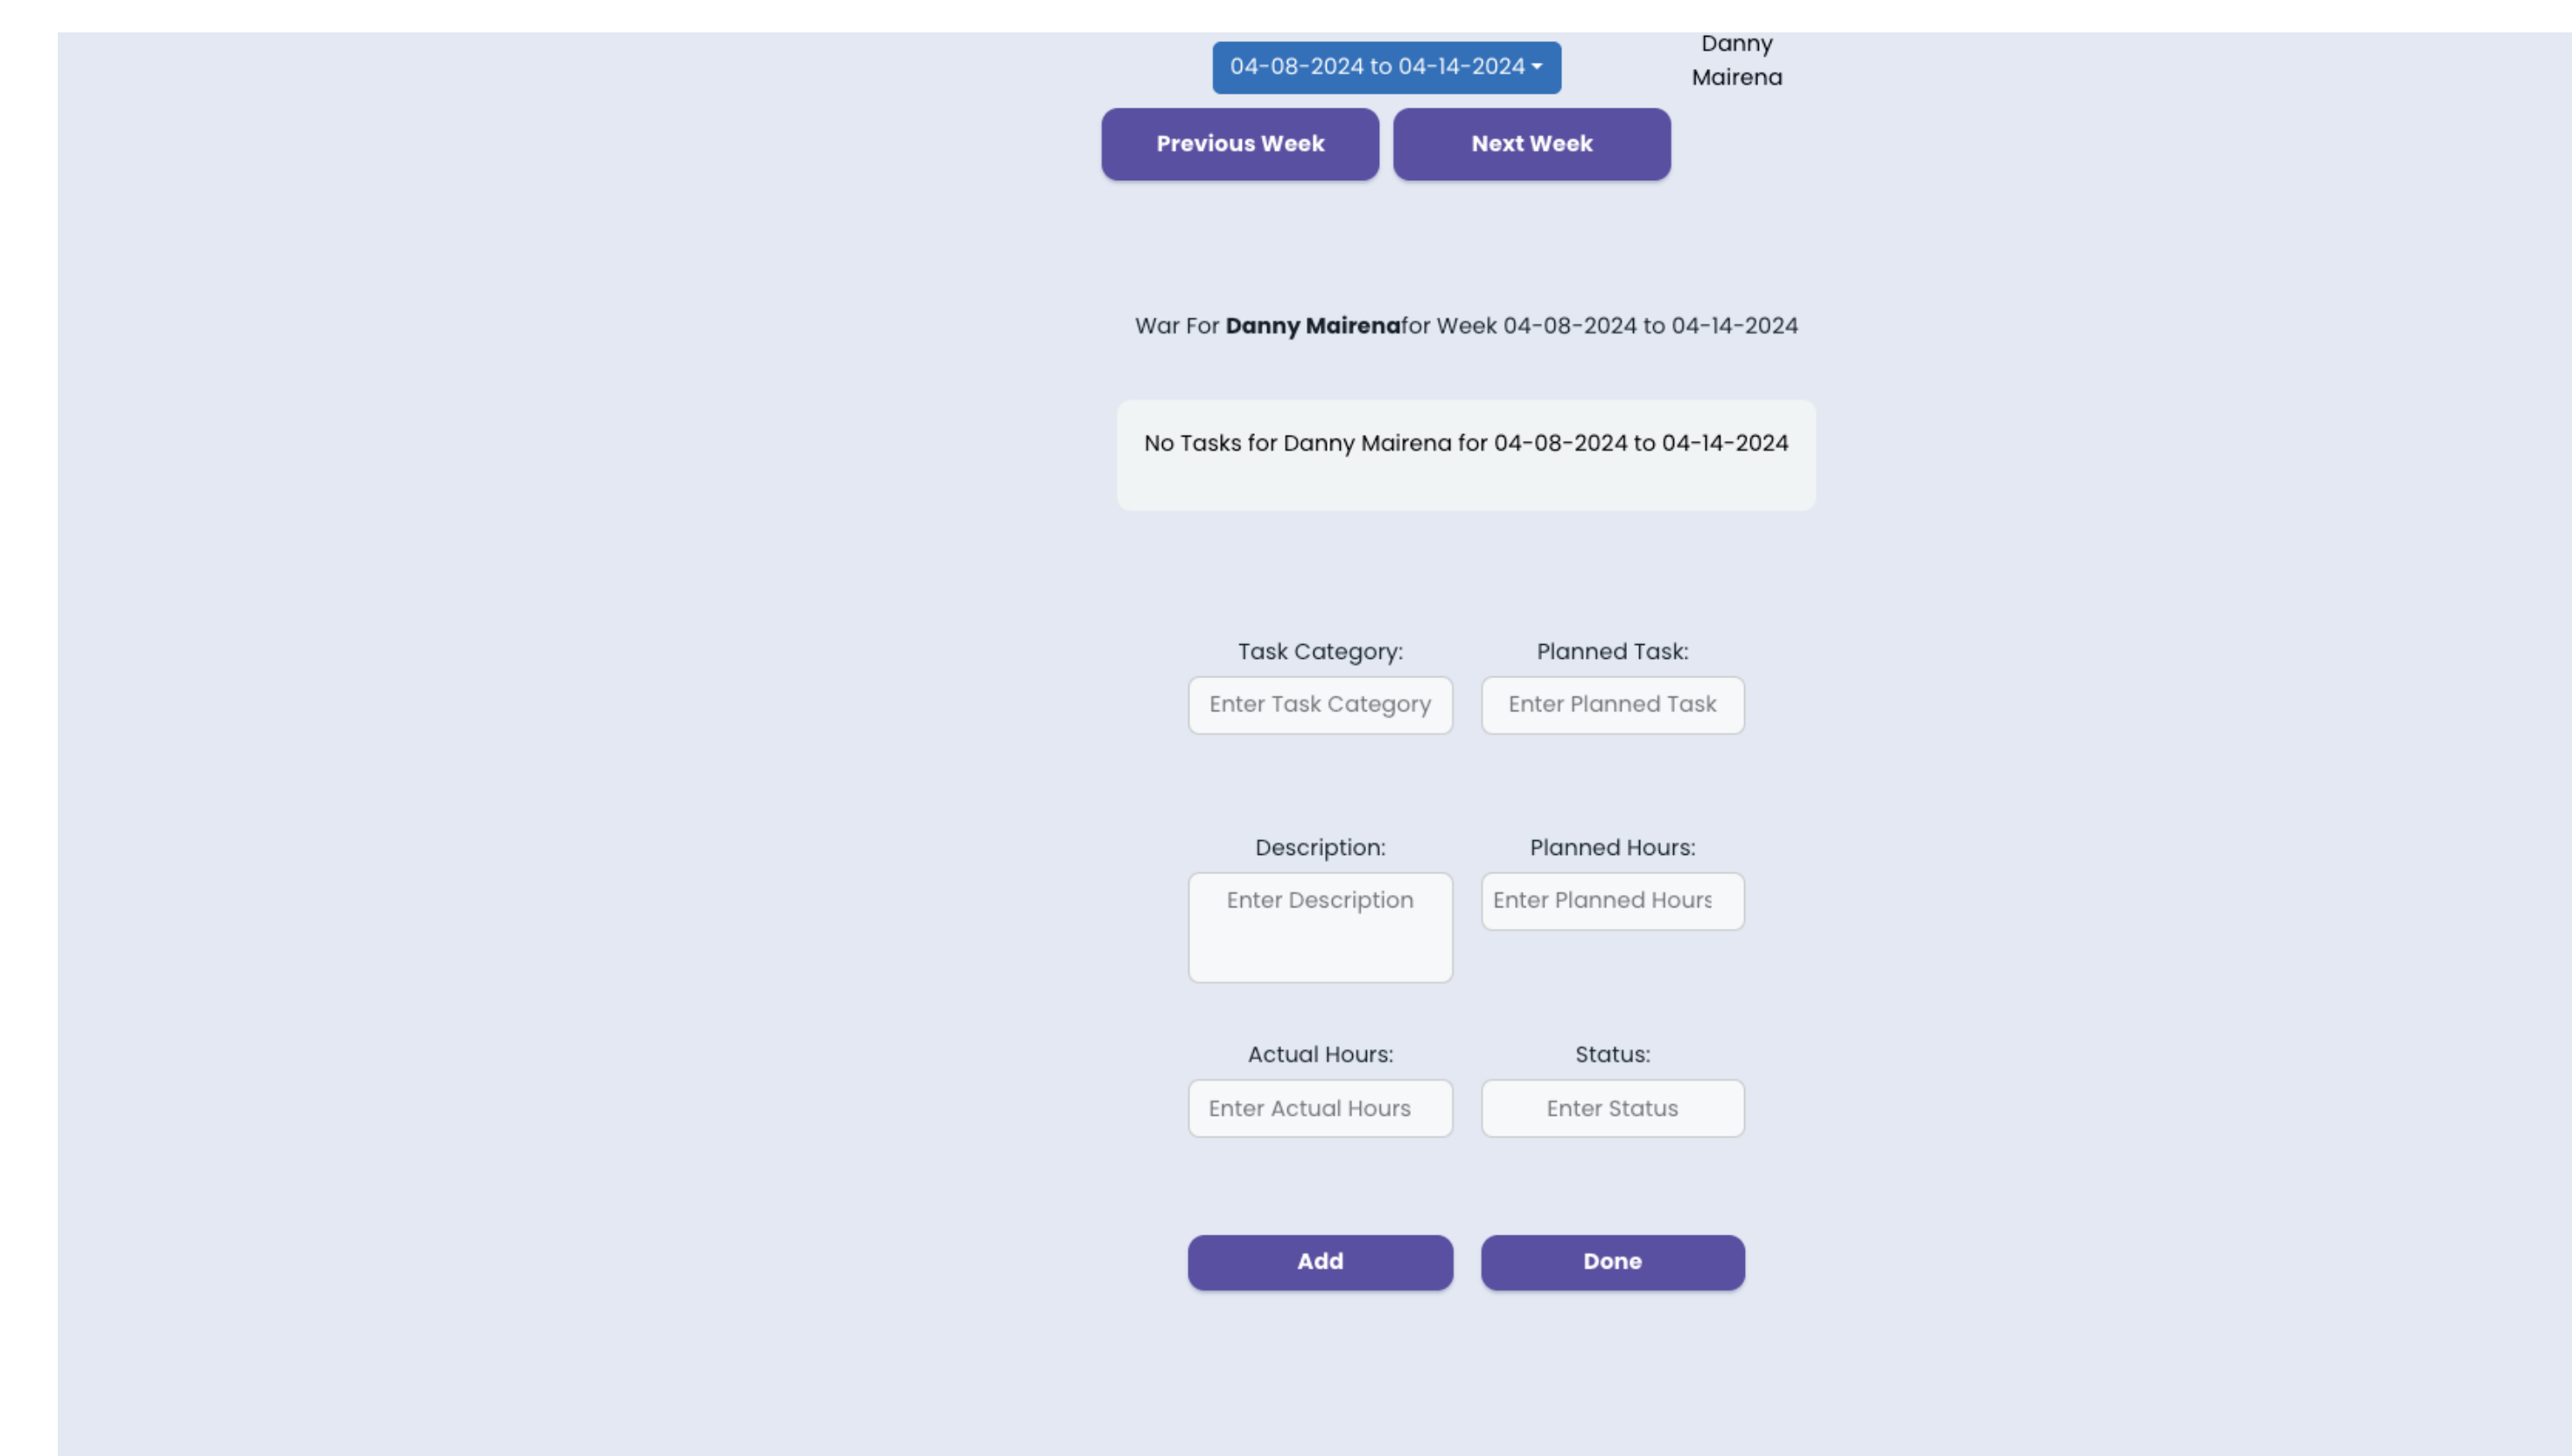 Danny
Mairena
04-08-2024 to 04-14-2024
Previous Week
Next Week
War For Danny Mairenafor Week 04-08-2024 to 04-14-2024
No Tasks for Danny Mairena for 04-08-2024 to 04-14-2024
Task Category:
Planned Task:
Enter Task Category
Enter Planned Task
Description:
Planned Hours:
Enter Description
Enter Planned Hours
Actual Hours:
Status:
Enter Actual Hours
Enter Status
Add
Done